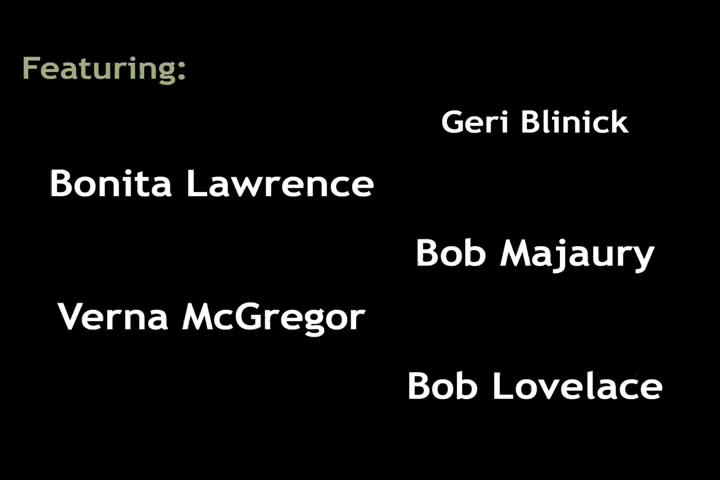 Featuring:
Geri Blinick
Bonita Lawrence
Bob Majaury
Verna McGregor
Bob Lovelace